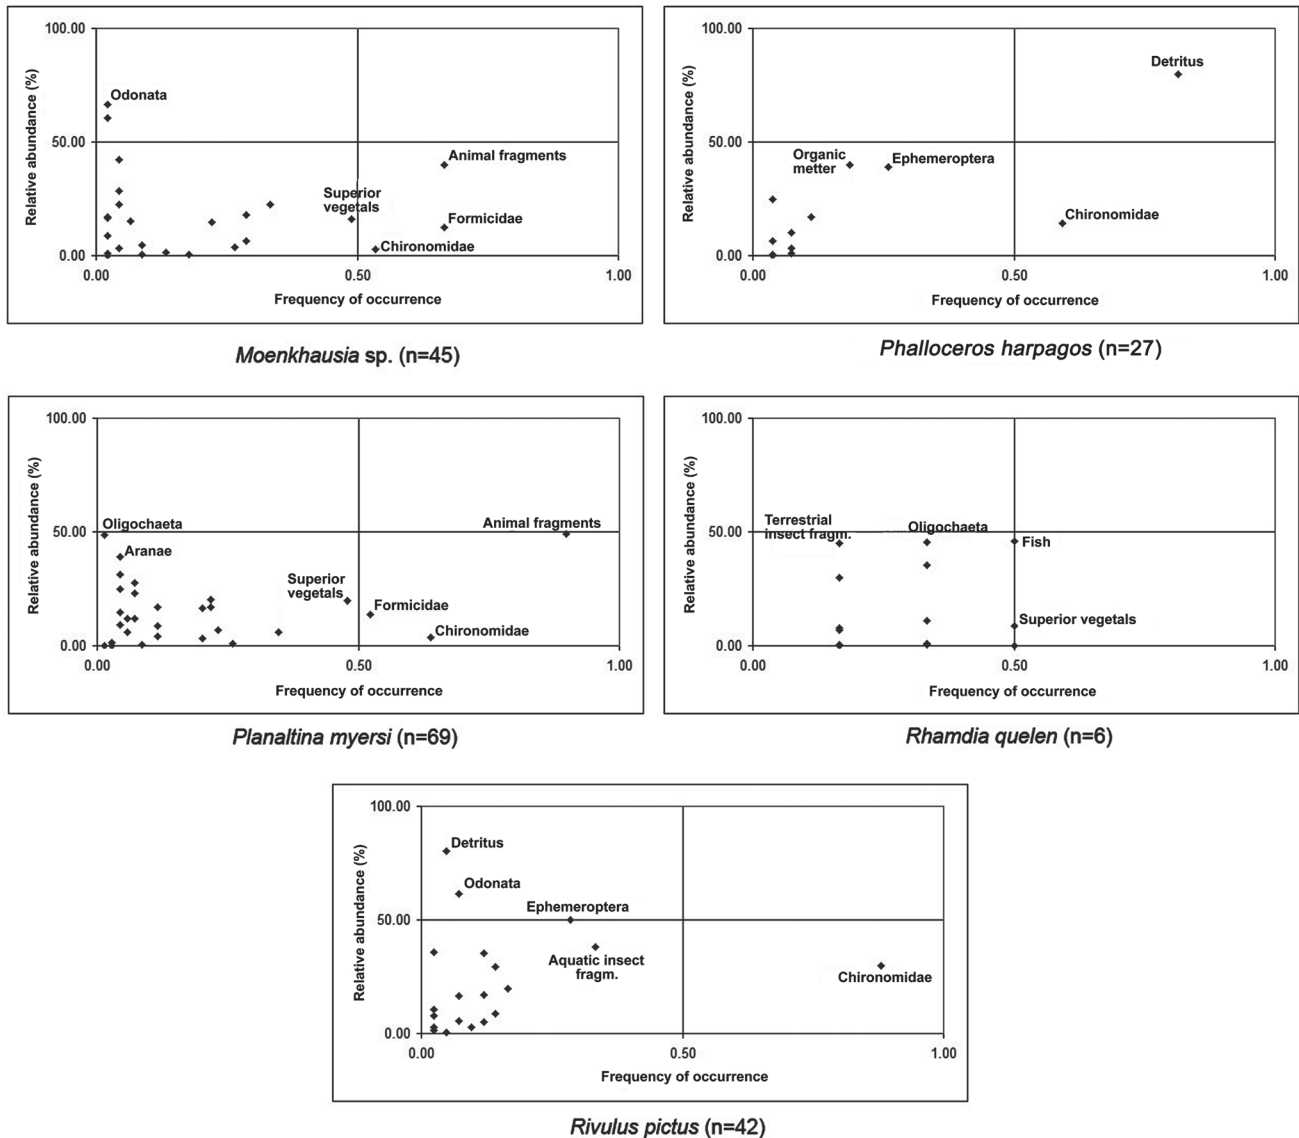 100.00
50.00
0.00
Relative abundance (%)
Odonata
Animal fragments
Superior
vegetals
Formicidae
Chironomidae
0.00 0.50 1.00
Frequency of occurrence
Moenkhausia sp. (n=45)
100.00
50.00
0.00
Relative abundance (%)
Detritus
Organic
metter
Ephemeroptera
Chironomidae
0.00 0.50 1.00
Frequency of occurrence
Phalloceros harpagos (n=27)
100.00
50.00
0.00
Relative abundance (%)
Oligochaeta
Animal fragments
Aranae
Superior
vegetals
Formicidae
Chironomidae
0.00 0.50 1.00
Frequency of occurrence
Planaltina myersi (n=69)
100.00
50.00
0.00
Relative abundance (%)
Terrestrial
insect fragm.
Oligochaeta
Fish
Superior vegetals
0.00 0.50 1.00
Frequency of occurrence
Rhamdia quelen (n=6)
100.00
50.00
0.00
Relative abundance (%)
Detritus
Odonata
Ephemeroptera
Aquatic insect
fragm.
Chironomidae
0.00 0.50 1.00
Frequency of occurrence
Rivulus pictus (n=42)